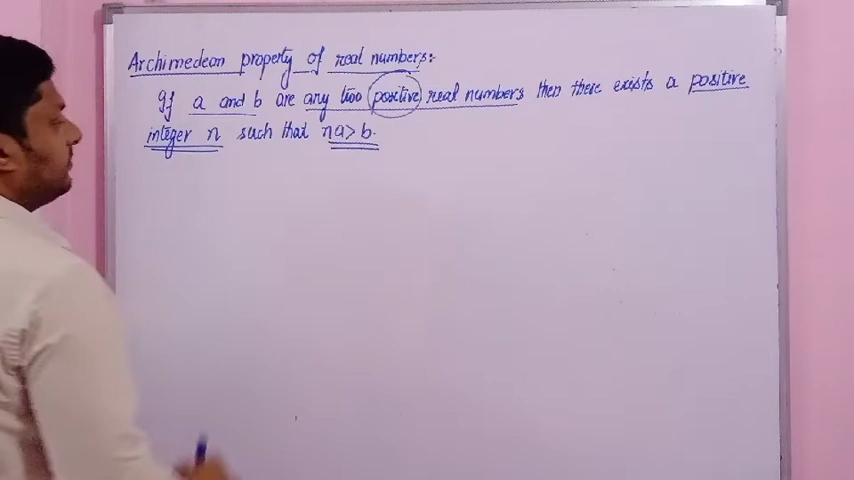 Archimedean property of real numbers:
If a and b are any two positive real numbers then there exists a positive
integer n such that na > b.